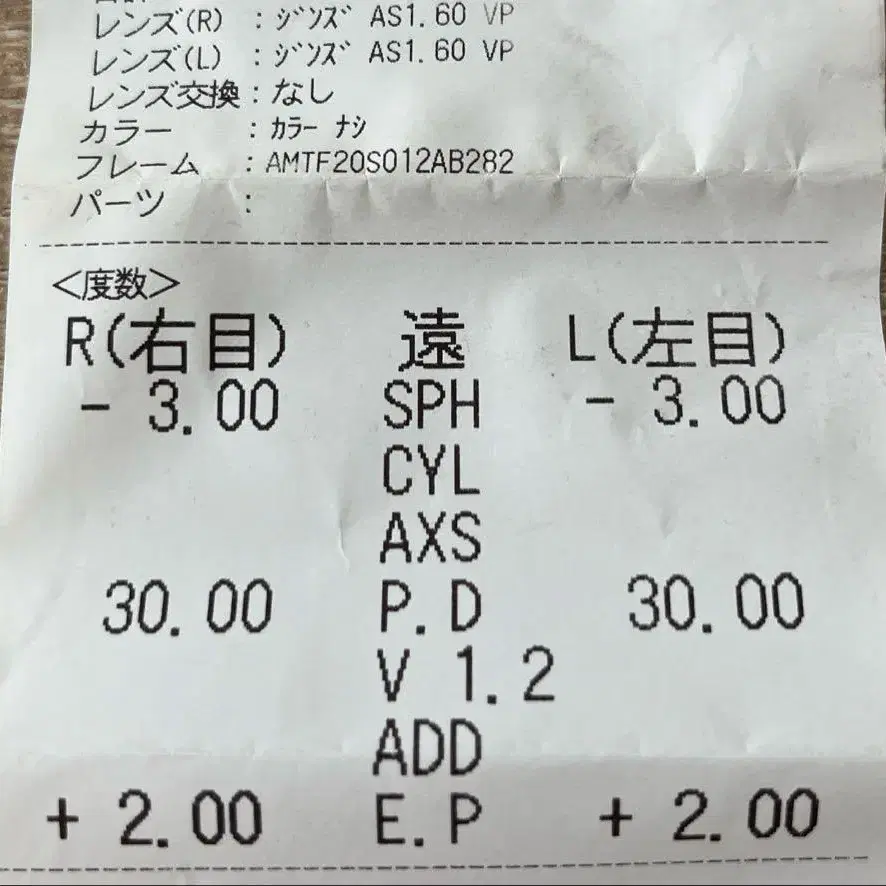 レンズ(R) : ｼﾞﾝｽﾞ AS1.60 VP
レンズ(L) : ｼﾞﾝｽﾞ AS1.60 VP
レンズ交換 : なし
カラー : ｶﾗｰ ﾅｼ
フレーム : AMTF20S012AB282
パーツ :
<度数>
R(右目) 遠 L(左目)
- 3.00 SPH - 3.00
CYL
AXS
30.00 P.D 30.00
V 1.2
ADD
+ 2.00 E.P + 2.00